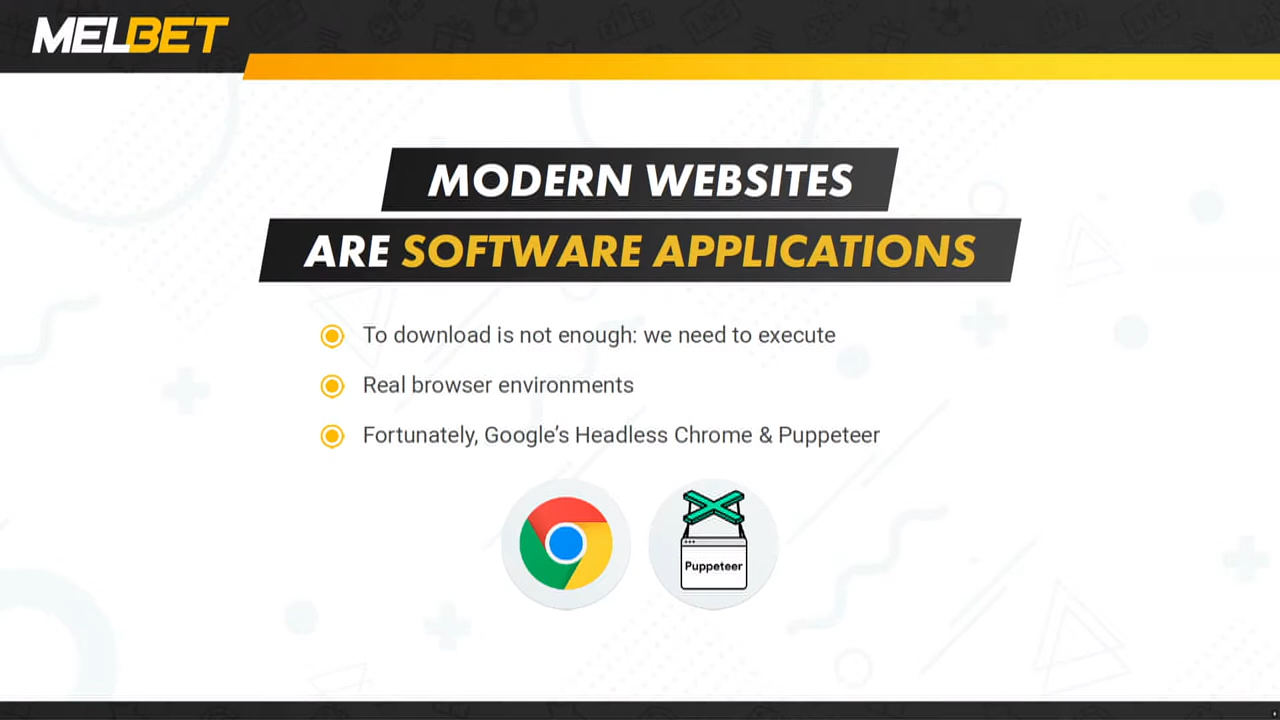 MELBET
MODERN WEBSITES
ARE SOFTWARE APPLICATIONS
To download is not enough: we need to execute
Real browser environments
Fortunately, Google’s Headless Chrome & Puppeteer
Puppeteer